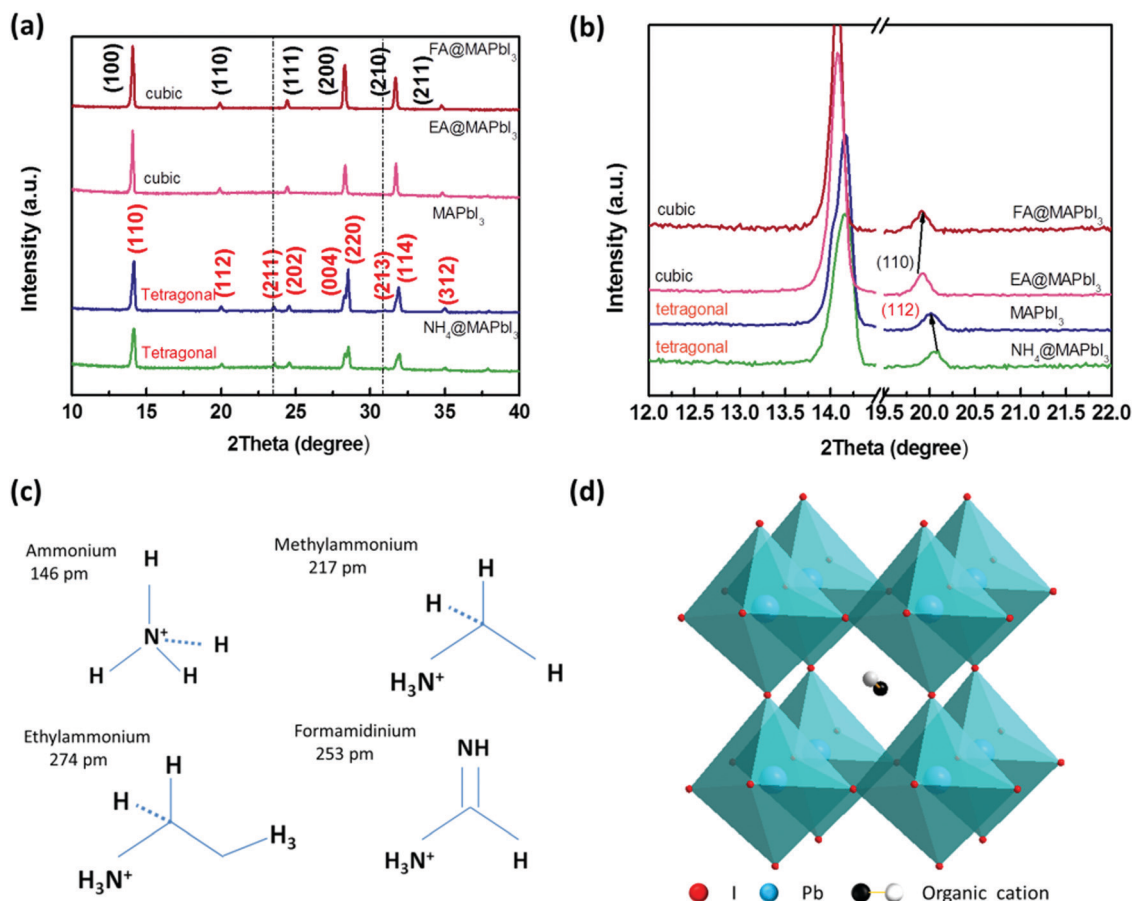 (a)
FA@MAPbI3
(100)
(110)
(111)
(200)
(210)
(211)
cubic
EA@MAPbI3
cubic
MAPbI3
(110)
(112)
(211)
(202)
(004)
(220)
(213)
(114)
(312)
Tetragonal
NH4@MAPbI3
Tetragonal
10 15 20 25 30 35 40
2Theta (degree)
Intensity (a.u.)
(b)
cubic
FA@MAPbI3
(110)
cubic
EA@MAPbI3
(112)
tetragonal
MAPbI3
tetragonal
NH4@MAPbI3
12.0 12.5 13.0 13.5 14.0 19.5 20.0 20.5 21.0 21.5 22.0
2Theta (degree)
Intensity (a.u.)
(c)
Ammonium
146 pm
H
N+
H
H
H
Methylammonium
217 pm
H
H
H3N+
H
Ethylammonium
274 pm
H
H
H3
H3N+
Formamidinium
253 pm
NH
H3N+
H
(d)
I Pb Organic cation